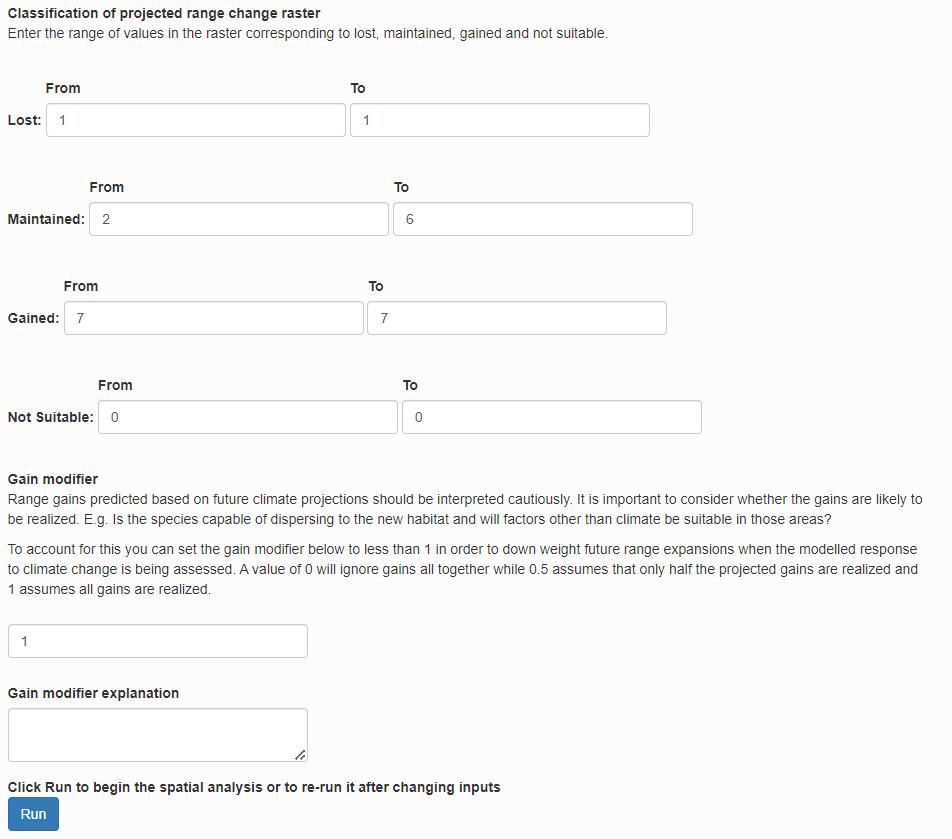 Classification of projected range change raster
Enter the range of values in the raster corresponding to lost, maintained, gained and not suitable.
From To
Lost: 1 1
From To
Maintained: 2 6
From To
Gained: 7 7
From To
Not Suitable: 0 0
Gain modifier
Range gains predicted based on future climate projections should be interpreted cautiously. It is important to consider whether the gains are likely to
be realized. E.g. Is the species capable of dispersing to the new habitat and will factors other than climate be suitable in those areas?
To account for this you can set the gain modifier below to less than 1 in order to down weight future range expansions when the modelled response
to climate change is being assessed. A value of 0 will ignore gains all together while 0.5 assumes that only half the projected gains are realized and
1 assumes all gains are realized.
1
Gain modifier explanation
Click Run to begin the spatial analysis or to re-run it after changing inputs
Run